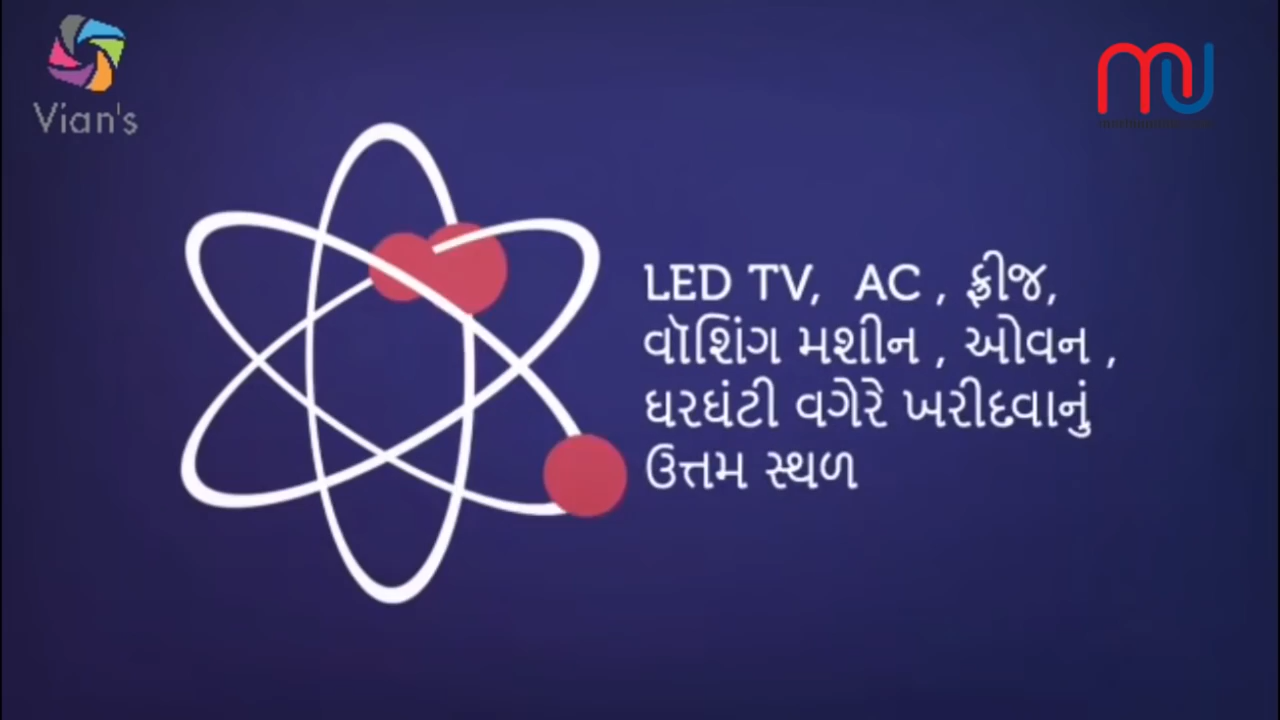 Vian's
LED TV, AC , ફ્રીજ,
વૉશિંગ મશીન , ઓવન ,
ઘરઘંટી વગેરે ખરીદવાનું
ઉત્તમ સ્થળ